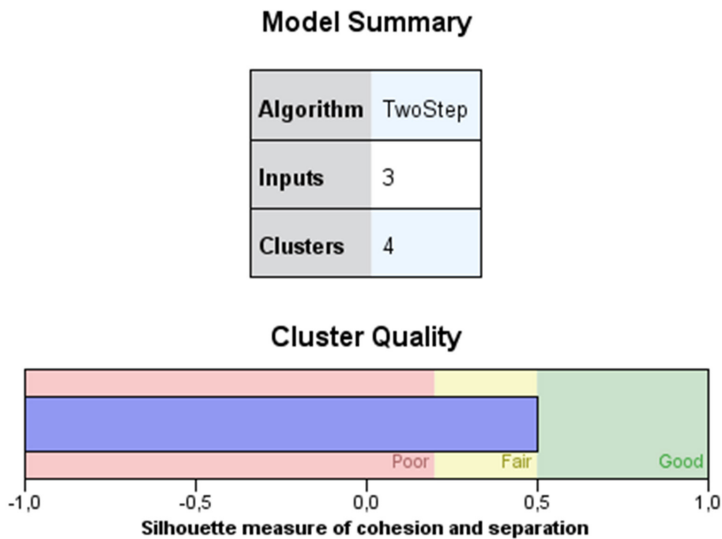 Model Summary
Algorithm TwoStep
Inputs 3
Clusters 4
Cluster Quality
Poor Fair Good
-1,0 -0,5 0,0 0,5 1,0
Silhouette measure of cohesion and separation